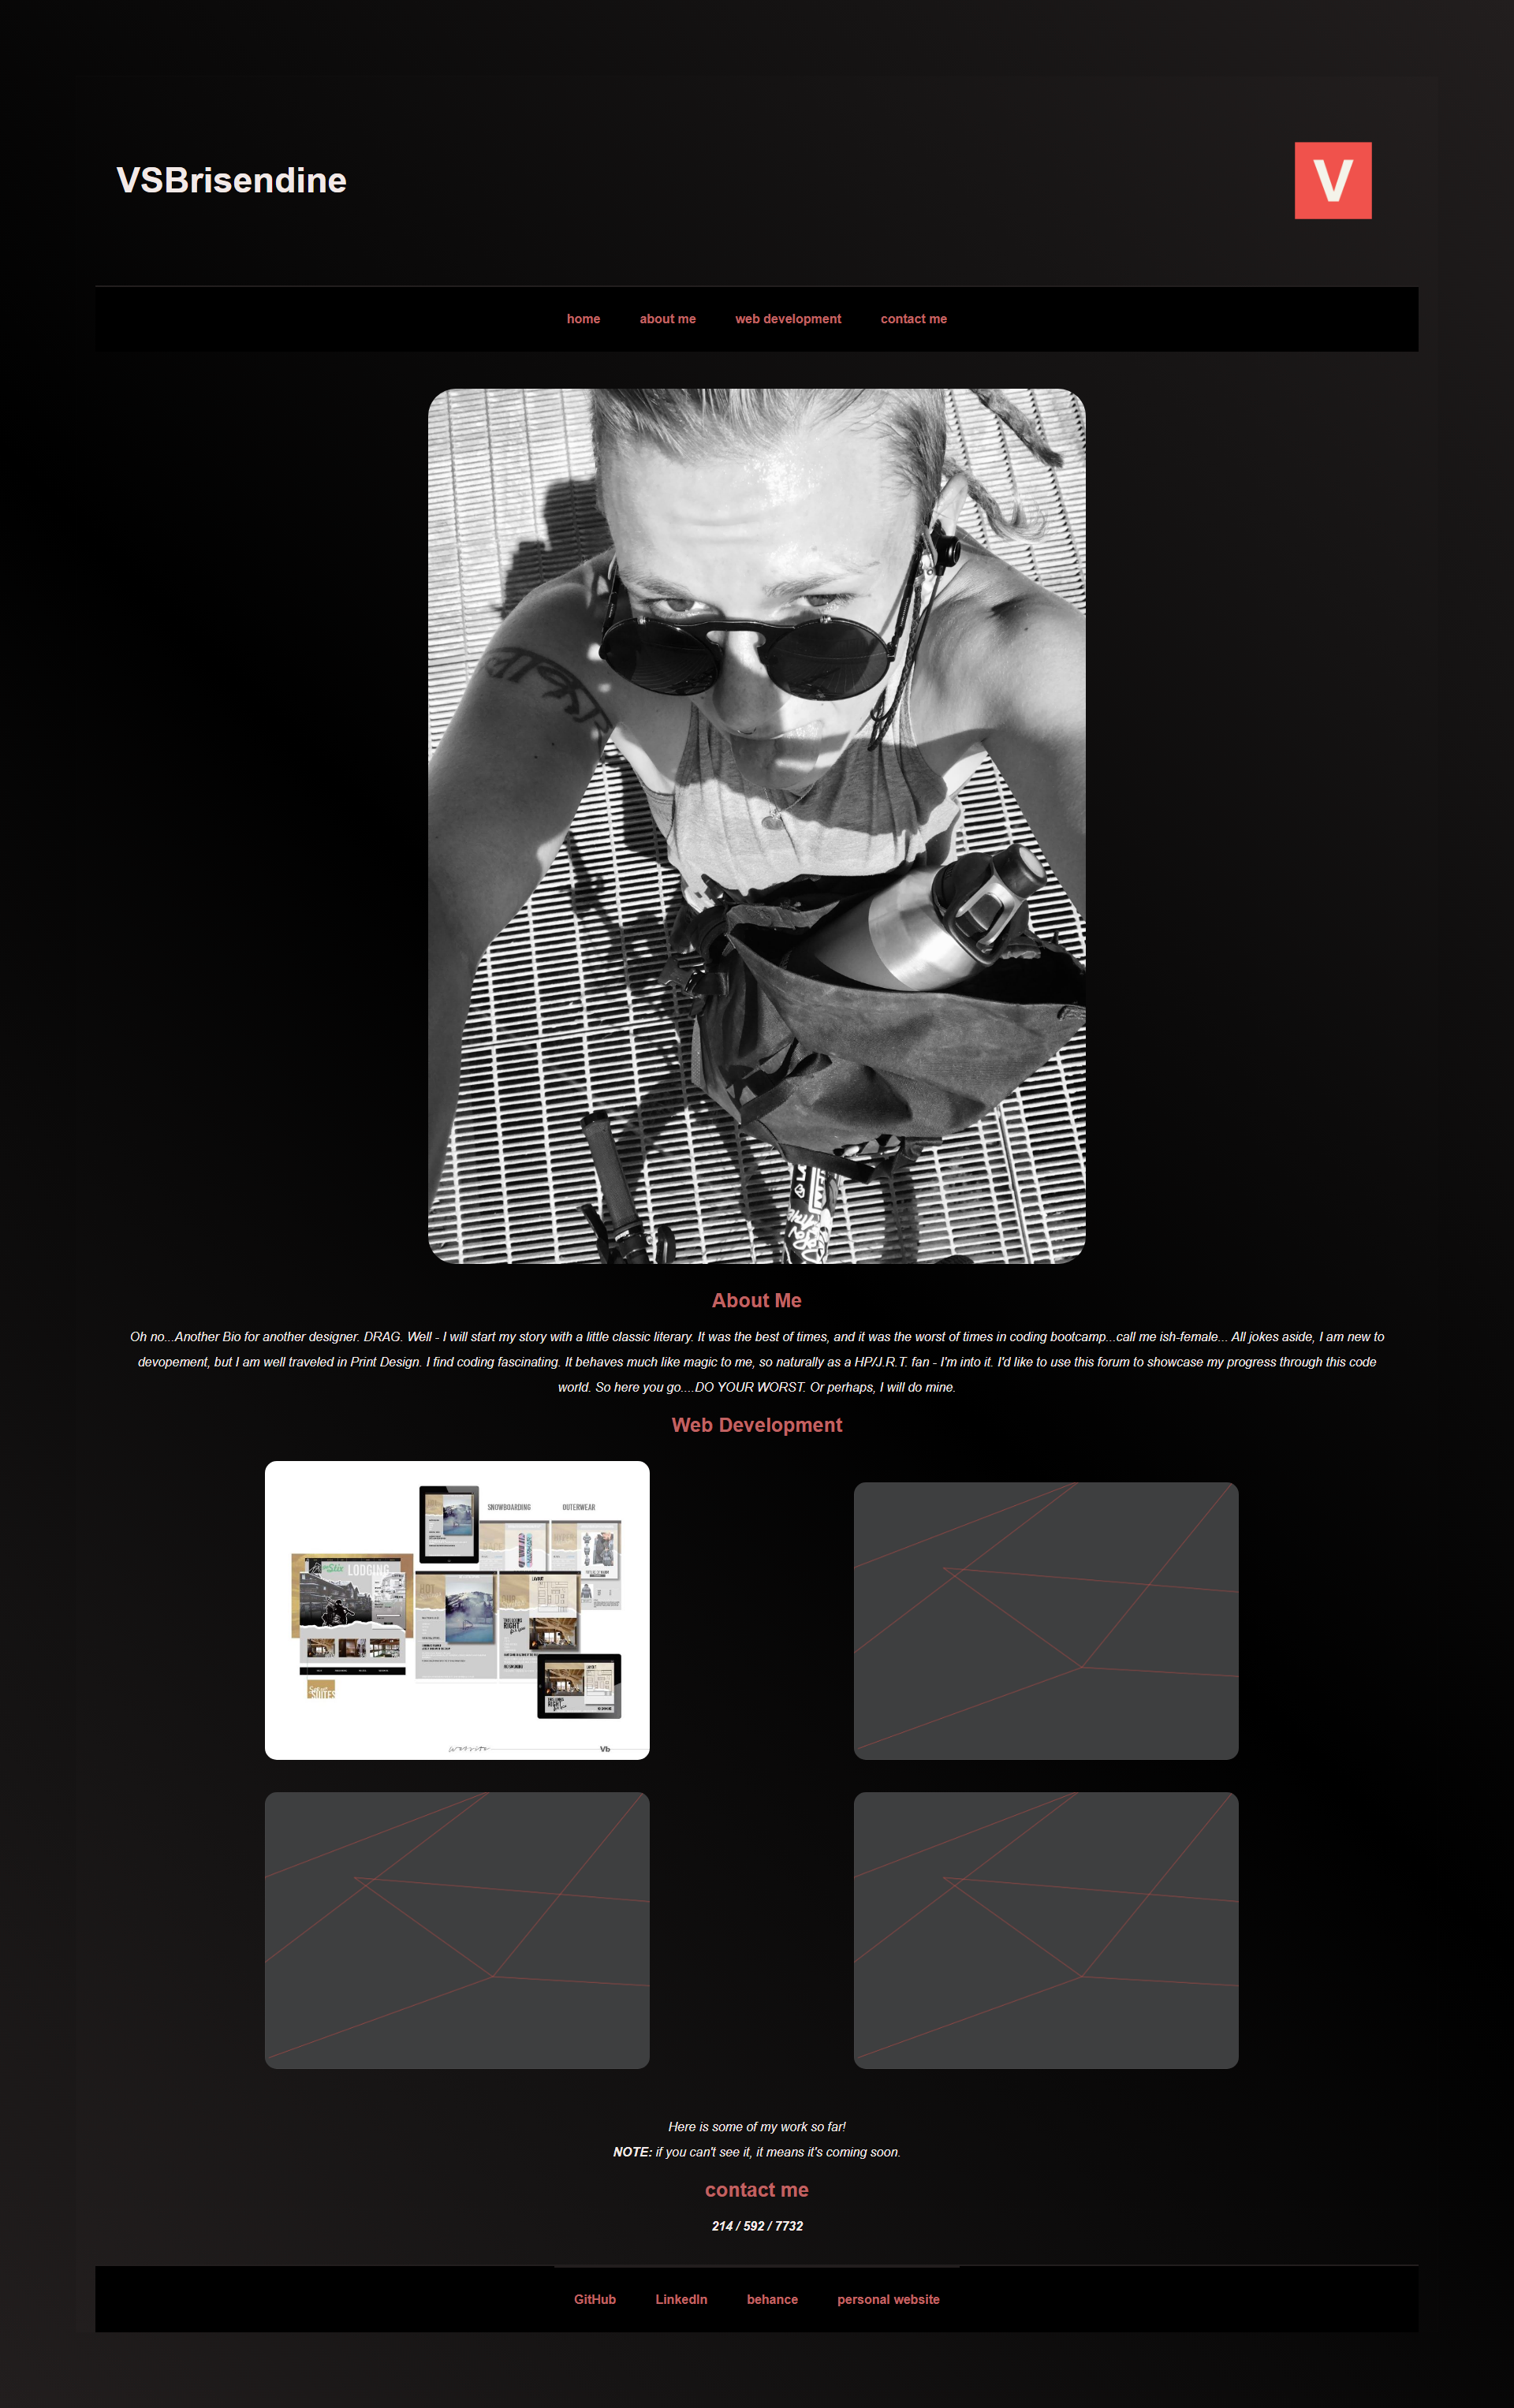 VSBrisendine
V
home about me web development contact me
About Me
Oh no...Another Bio for another designer. DRAG. Well - I will start my story with a little classic literary. It was the best of times, and it was the worst of times in coding bootcamp...call me ish-female... All jokes aside, I am new to
devopement, but I am well traveled in Print Design. I find coding fascinating. It behaves much like magic to me, so naturally as a HP/J.R.T. fan - I'm into it. I'd like to use this forum to showcase my progress through this code
world. So here you go....DO YOUR WORST. Or perhaps, I will do mine.
Web Development
SNOWBOARDING OUTERWEAR
LODGING
RIGHT
SUITES
Vb
Here is some of my work so far!
NOTE: if you can't see it, it means it's coming soon.
contact me
214 / 592 / 7732
GitHub LinkedIn behance personal website